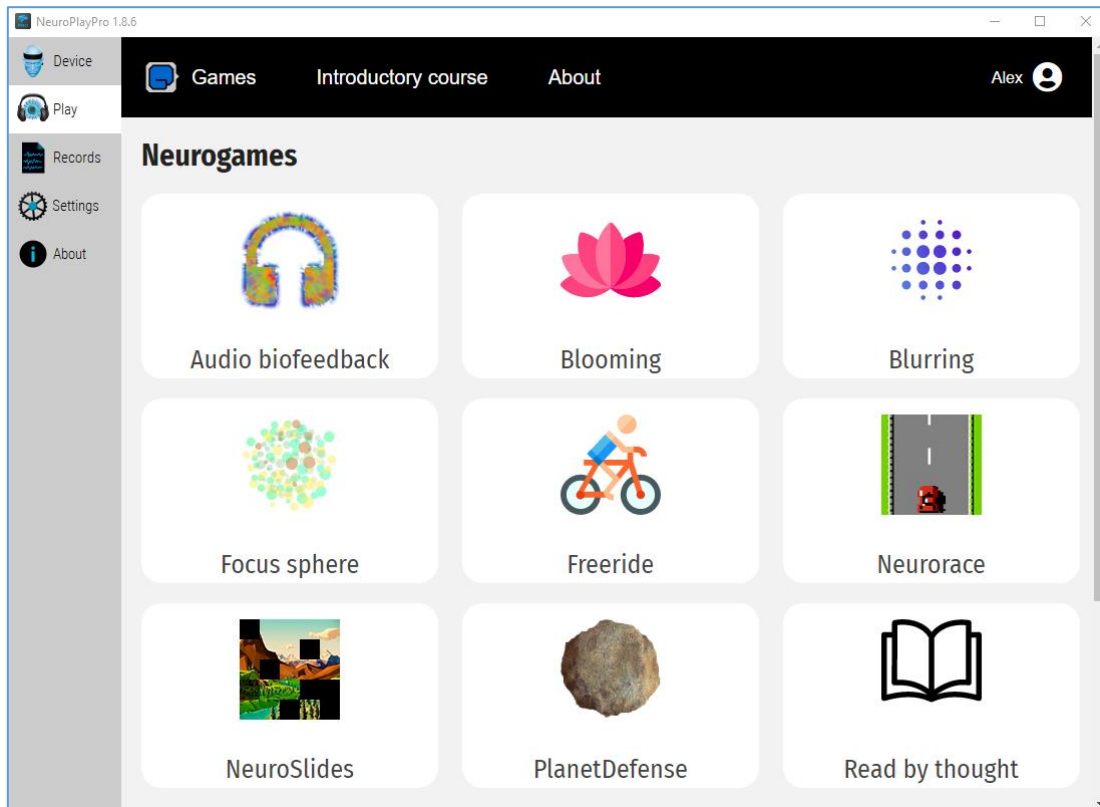 NeuroPlayPro 1.8.6
Device
Play
Records
Settings
About
Games Introductory course About Alex
Neurogames
Audio biofeedback
Blooming
Blurring
Focus sphere
Freeride
Neurorace
NeuroSlides
PlanetDefense
Read by thought